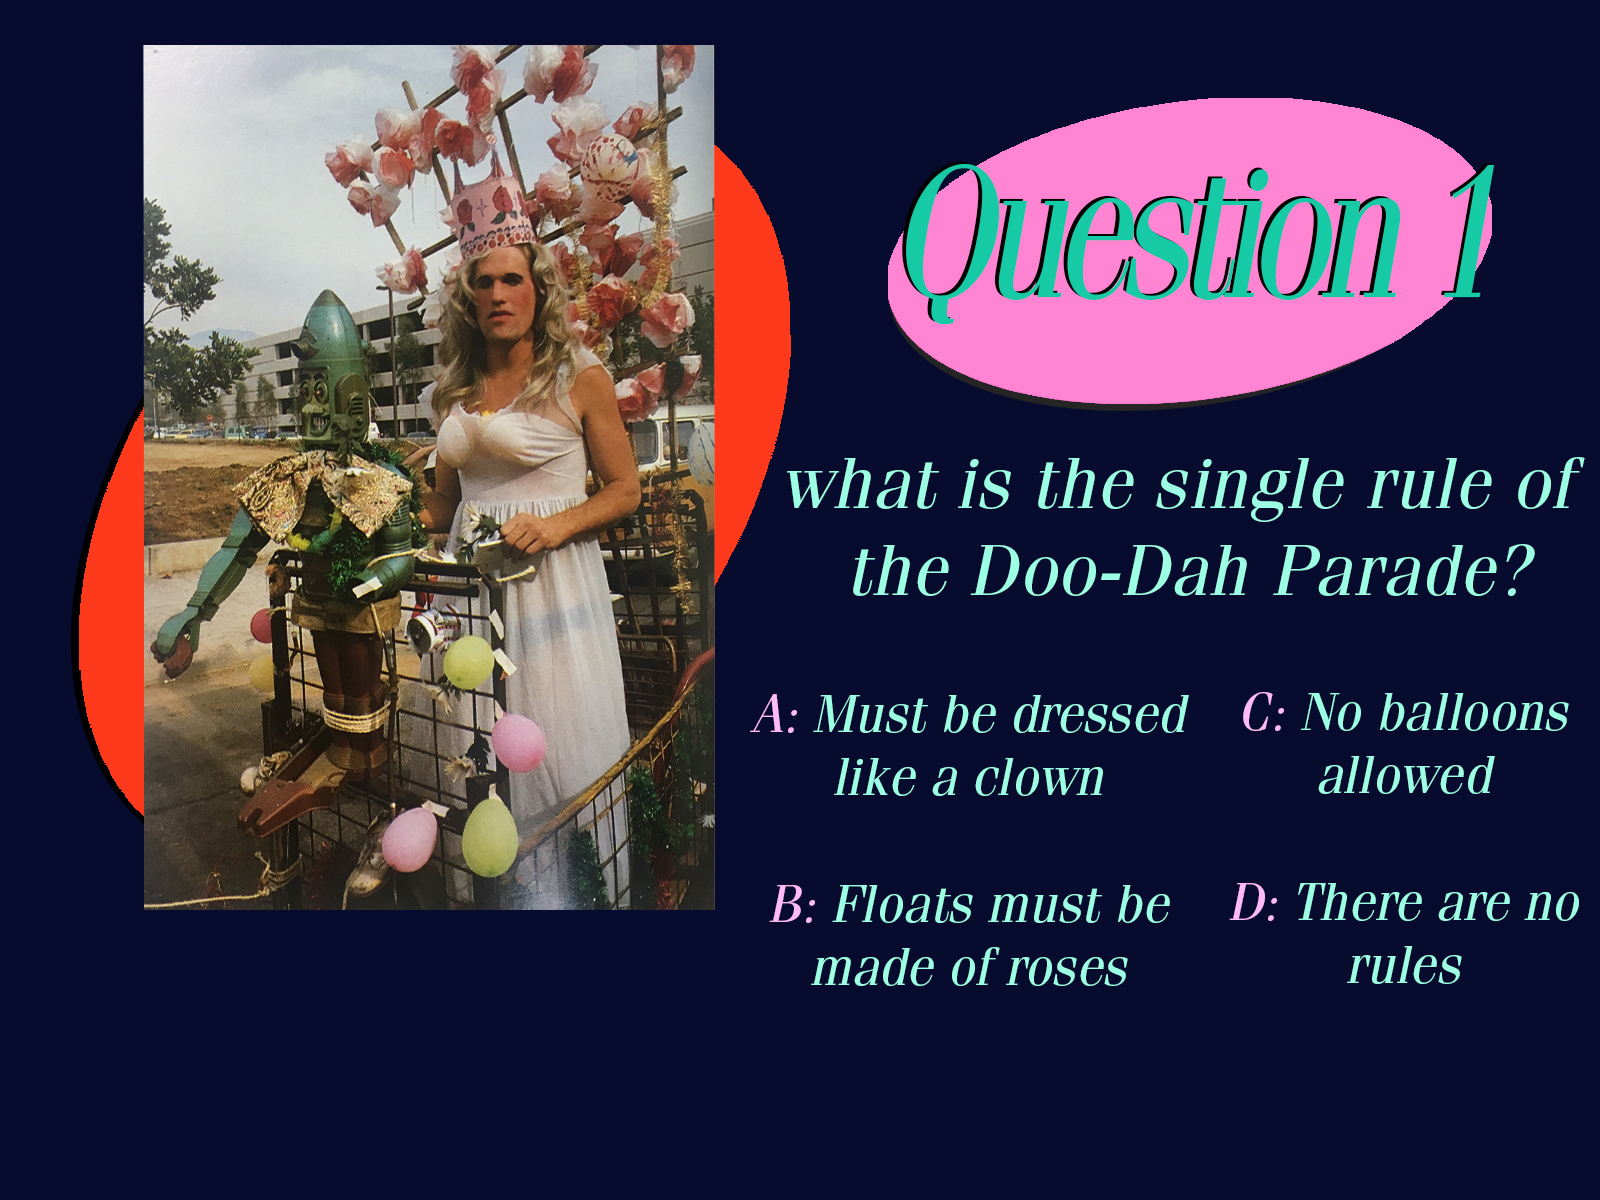 Question 1
what is the single rule of
the Doo-Dah Parade?
A: Must be dressed
like a clown
B: Floats must be
made of roses
C: No balloons
allowed
D: There are no
rules